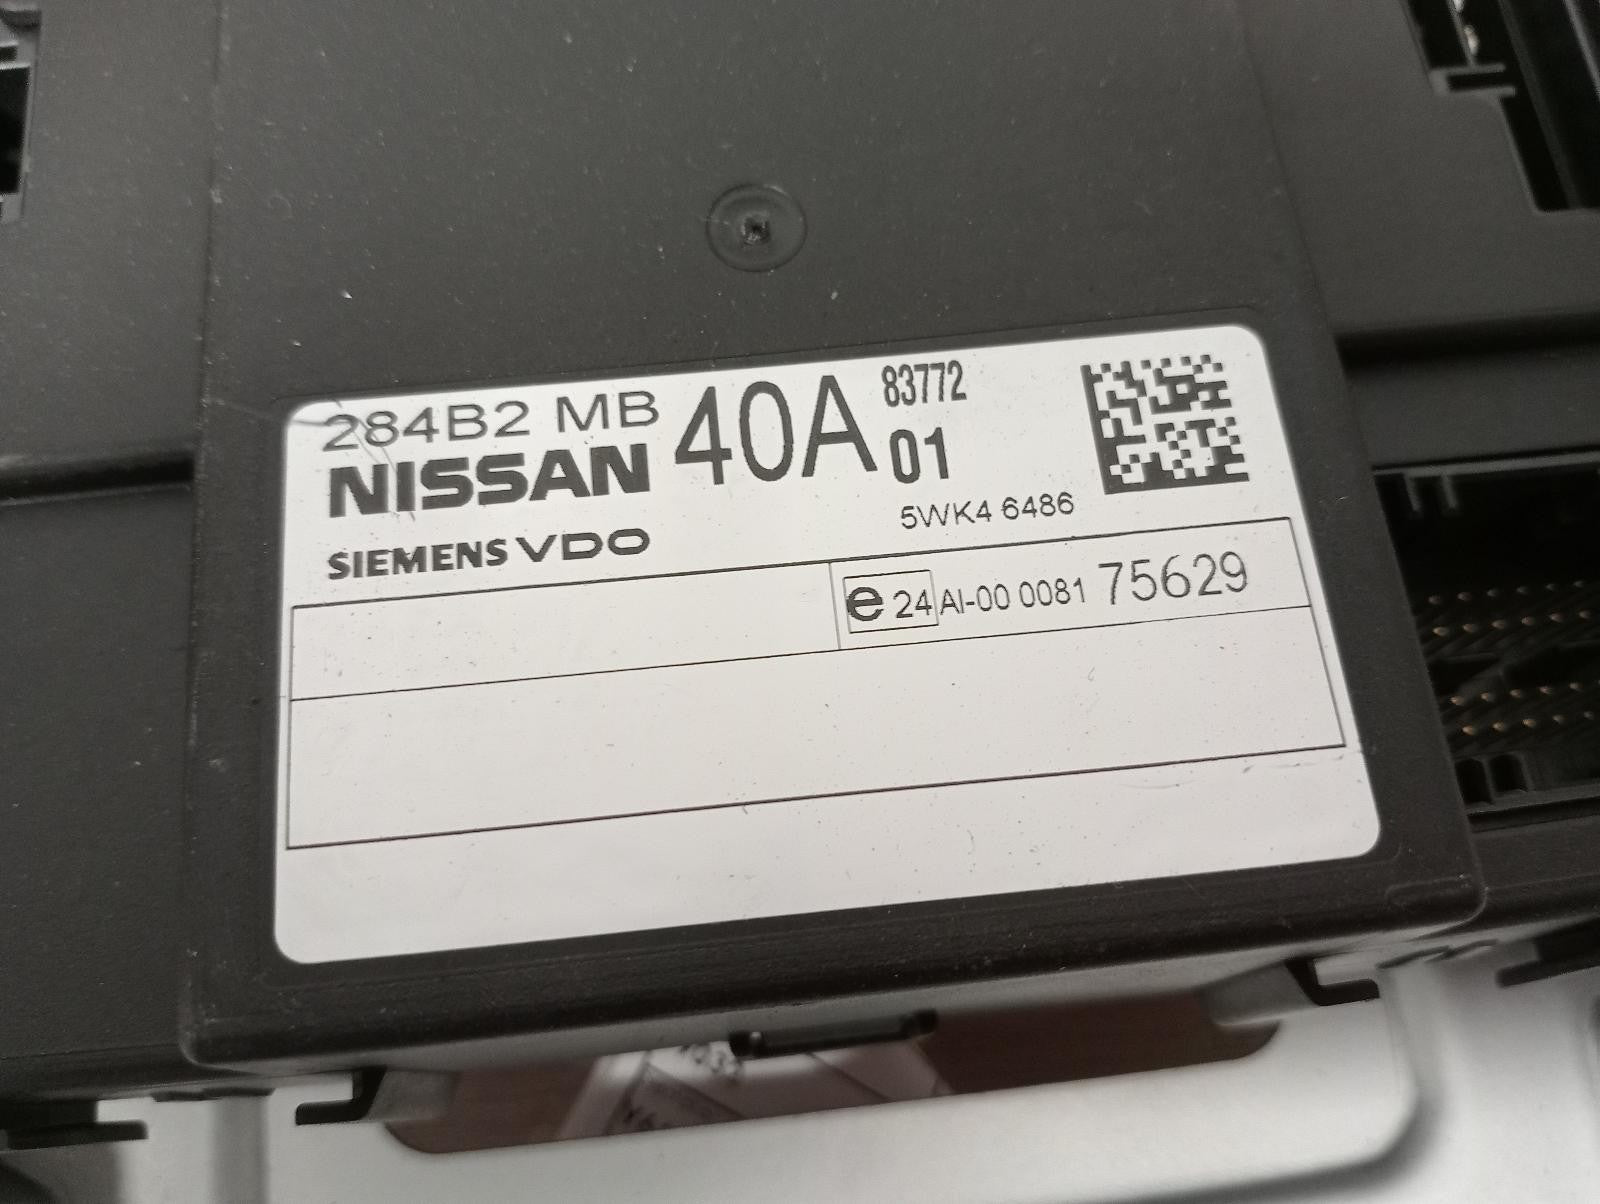 284B2 MB 40A 83772
NISSAN 01
SIEMENS VDO 5WK4 6486
e 24 AI-00 0081 75629